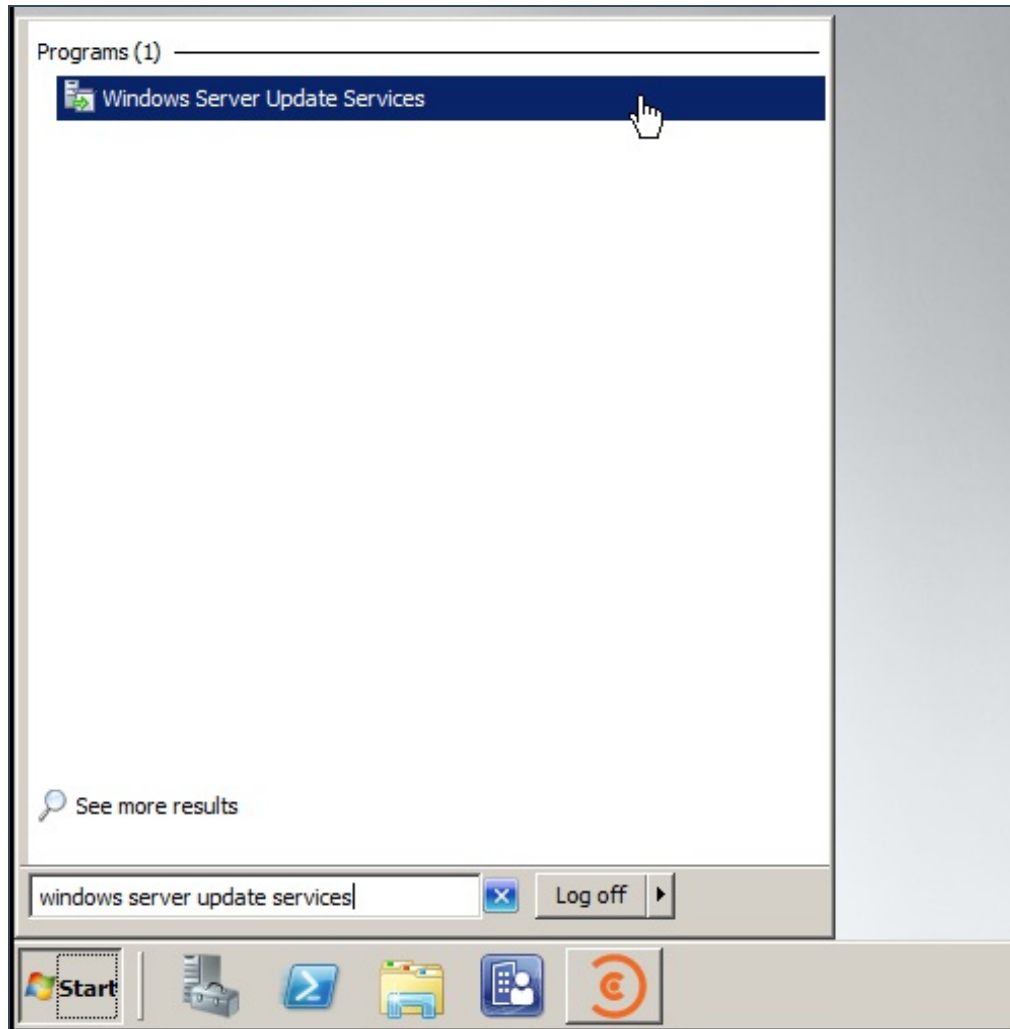 Programs (1)
Windows Server Update Services
See more results
windows server update services
Log off
Start